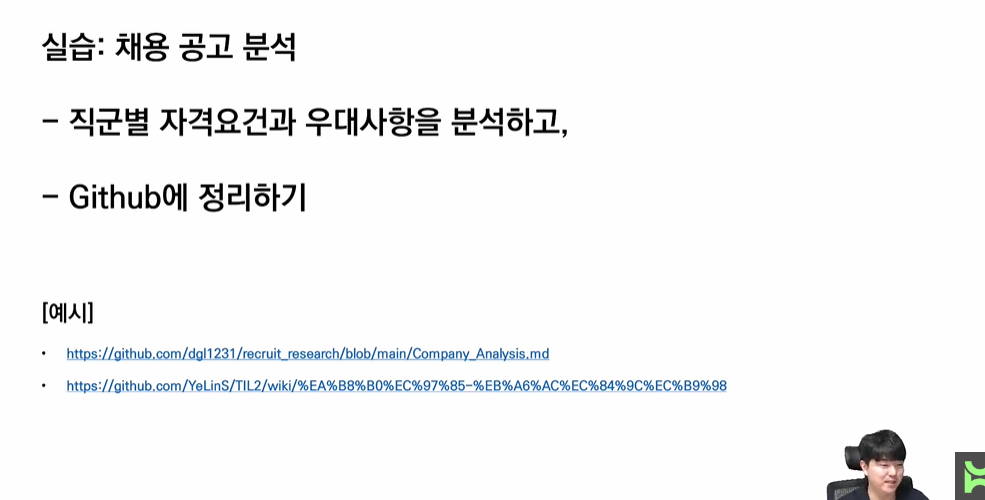 실습: 채용 공고 분석
- 직군별 자격요건과 우대사항을 분석하고,
- Github에 정리하기
[예시]
• https://github.com/dgl1231/recruit_research/blob/main/Company_Analysis.md
• https://github.com/YeLinS/TIL2/wiki/%EA%B8%B0%EC%97%85-%EB%A6%AC%EC%84%9C%EC%B9%98